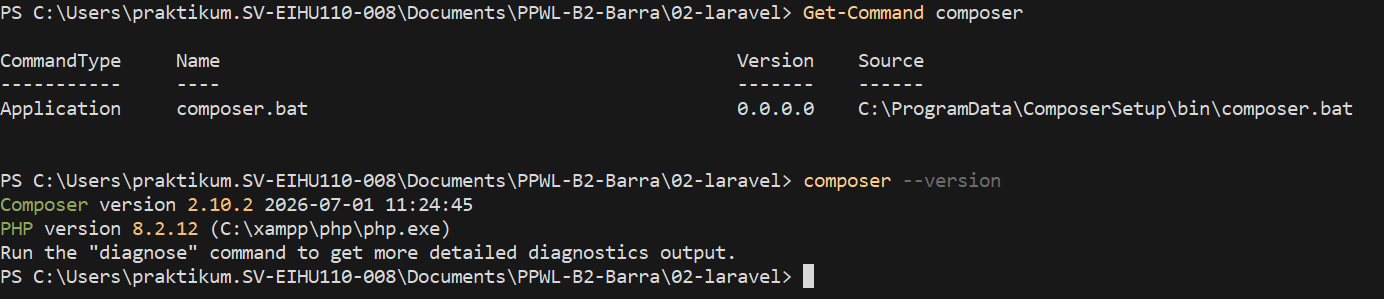 PS C:\Users\praktikum.SV-EIHU110-008\Documents\PPWL-B2-Barra\02-laravel> Get-Command composer
CommandType     Name                                               Version    Source
-----------     ----                                               -------    ------
Application     composer.bat                                       0.0.0.0    C:\ProgramData\ComposerSetup\bin\composer.bat
PS C:\Users\praktikum.SV-EIHU110-008\Documents\PPWL-B2-Barra\02-laravel> composer --version
Composer version 2.10.2 2026-07-01 11:24:45
PHP version 8.2.12 (C:\xampp\php\php.exe)
Run the "diagnose" command to get more detailed diagnostics output.
PS C:\Users\praktikum.SV-EIHU110-008\Documents\PPWL-B2-Barra\02-laravel>